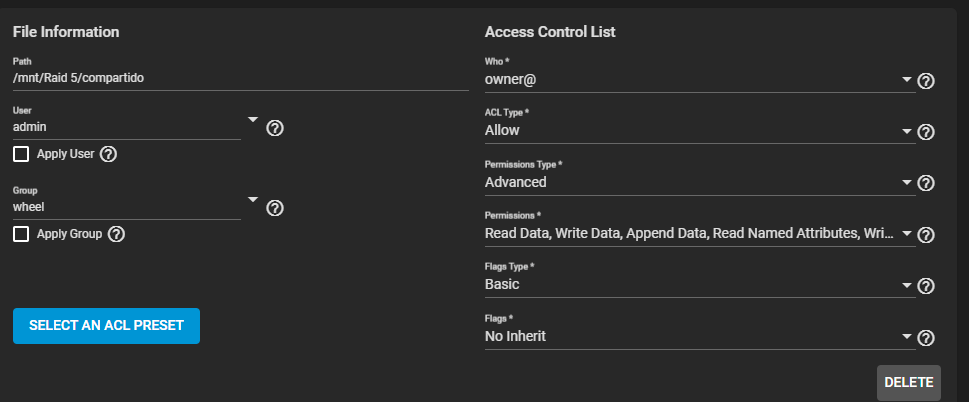 File Information
Path
/mnt/Raid 5/compartido
User
admin
Apply User
Group
wheel
Apply Group
SELECT AN ACL PRESET
Access Control List
Who *
owner@
ACL Type *
Allow
Permissions Type *
Advanced
Permissions *
Read Data, Write Data, Append Data, Read Named Attributes, Wri...
Flags Type *
Basic
Flags *
No Inherit
DELETE